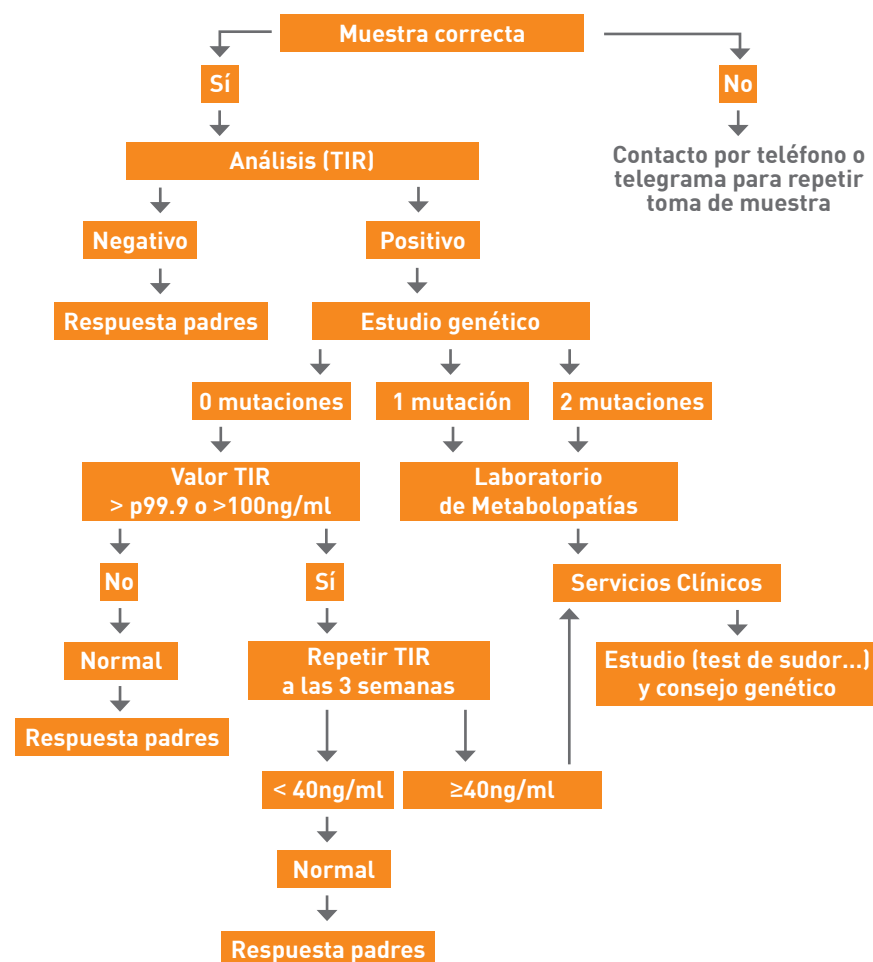 Muestra correcta
Sí
No
Análisis (TIR)
Contacto por teléfono o
telegrama para repetir
toma de muestra
Negativo
Positivo
Respuesta padres
Estudio genético
0 mutaciones
1 mutación
2 mutaciones
Valor TIR
> p99.9 o >100ng/ml
Laboratorio
de Metabolopatías
No
Sí
Servicios Clínicos
Normal
Repetir TIR
a las 3 semanas
Estudio (test de sudor...)
y consejo genético
Respuesta padres
< 40ng/ml
≥40ng/ml
Normal
Respuesta padres